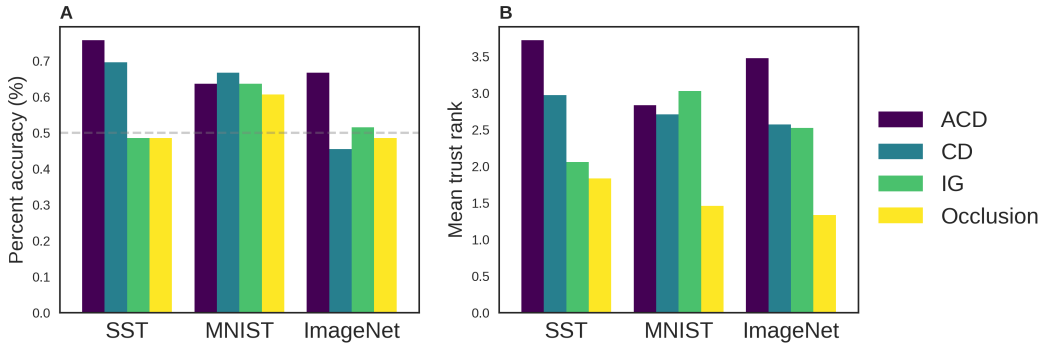 A
Percent accuracy (%)
0.7
0.6
0.5
0.4
0.3
0.2
0.1
0.0
SST
MNIST
ImageNet
B
Mean trust rank
3.5
3.0
2.5
2.0
1.5
1.0
0.5
0.0
SST
MNIST
ImageNet
ACD
CD
IG
Occlusion